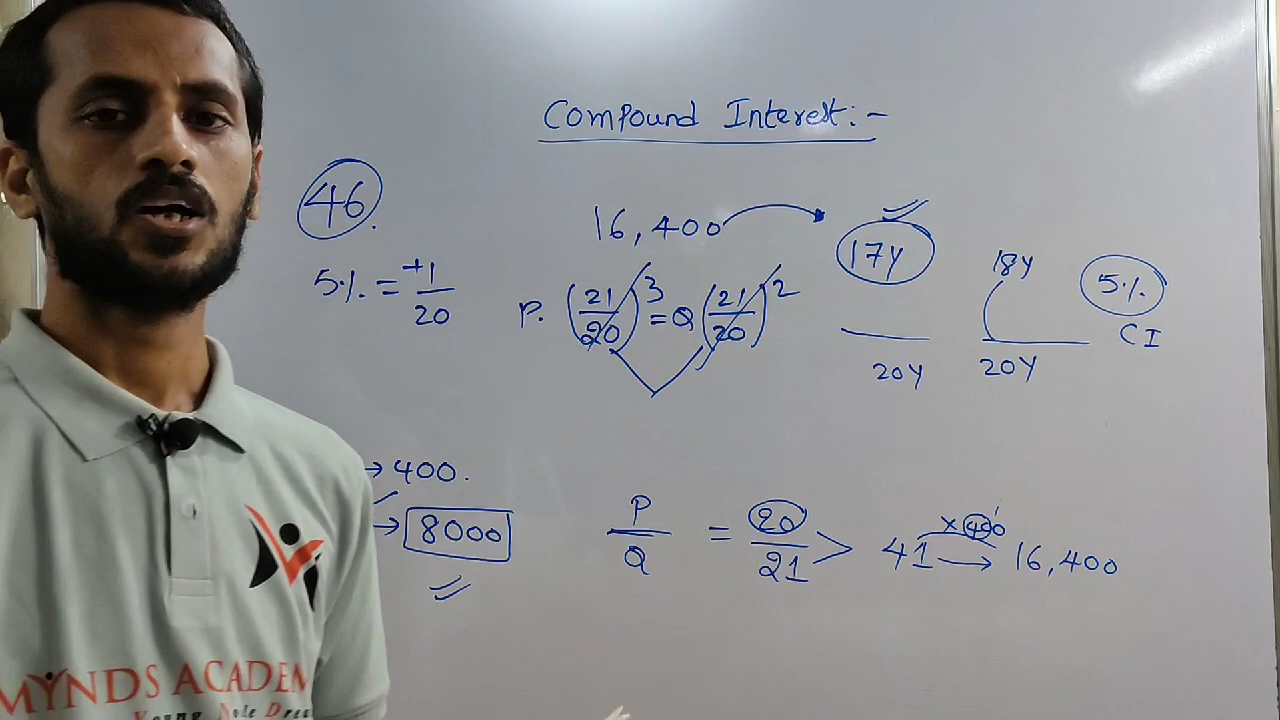 Compound Interest:-
46.
16,400
17Y
18Y
5%
CI
5% = +1/20
P. (21/20)^3 = Q (21/20)^2
20Y
20Y
→ 400.
→ 8000
P/Q = 20/21 > 41 → 16,400
×400
MYNDS ACADEM